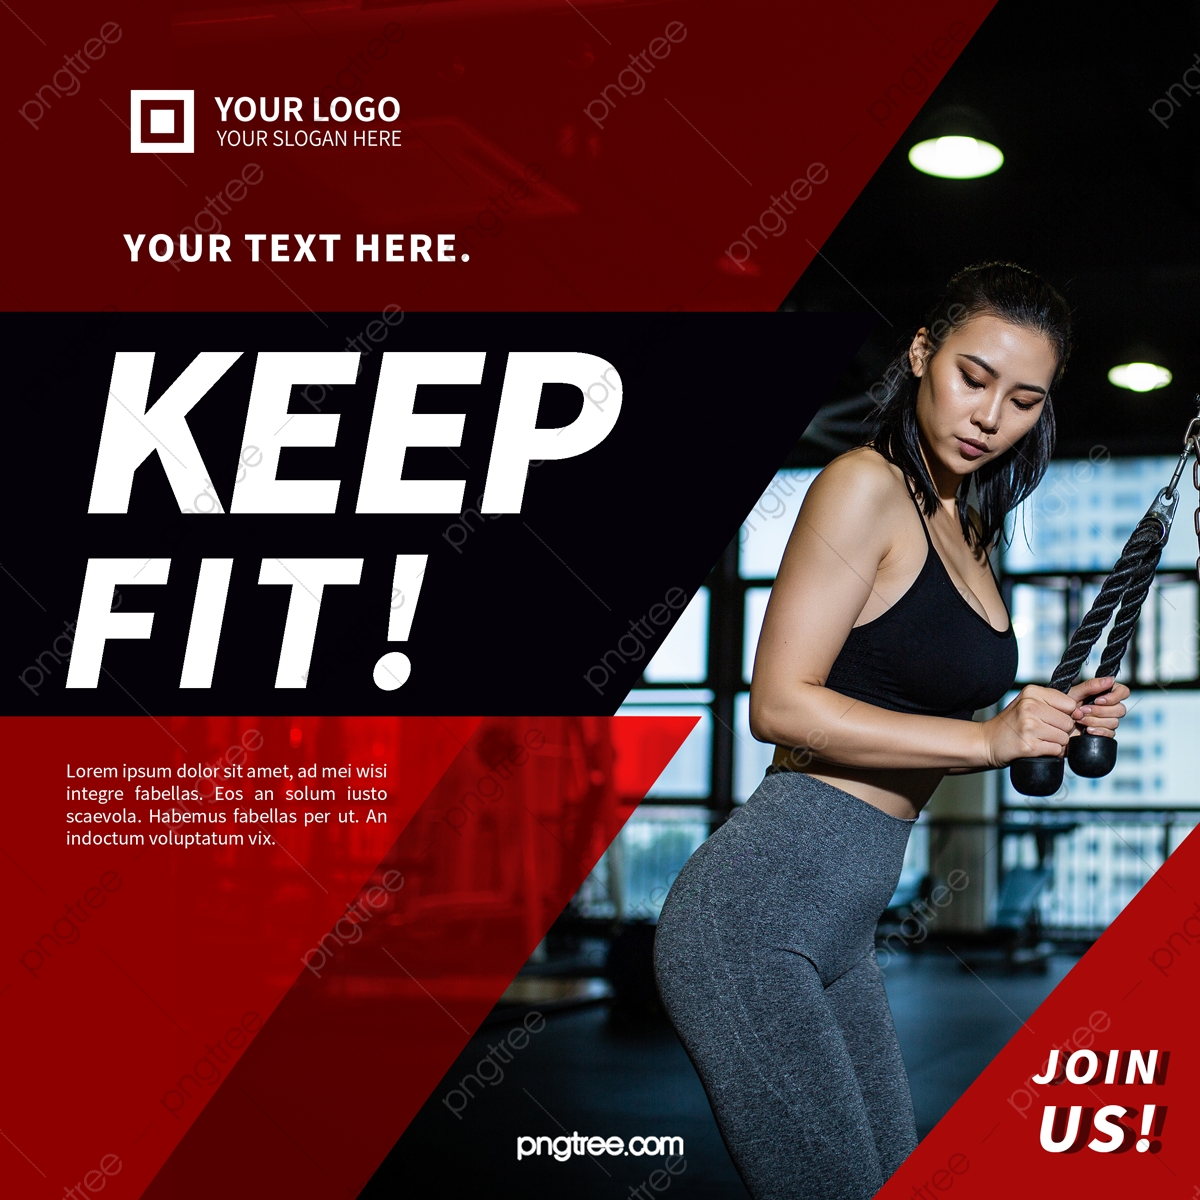 YOUR LOGO
YOUR SLOGAN HERE
YOUR TEXT HERE.
KEEP
FIT!
Lorem ipsum dolor sit amet, ad mei wisi
integre fabellas. Eos an solum iusto
scaevola. Habemus fabellas per ut. An
indoctum voluptatum vix.
JOIN
US!
pngtree.com